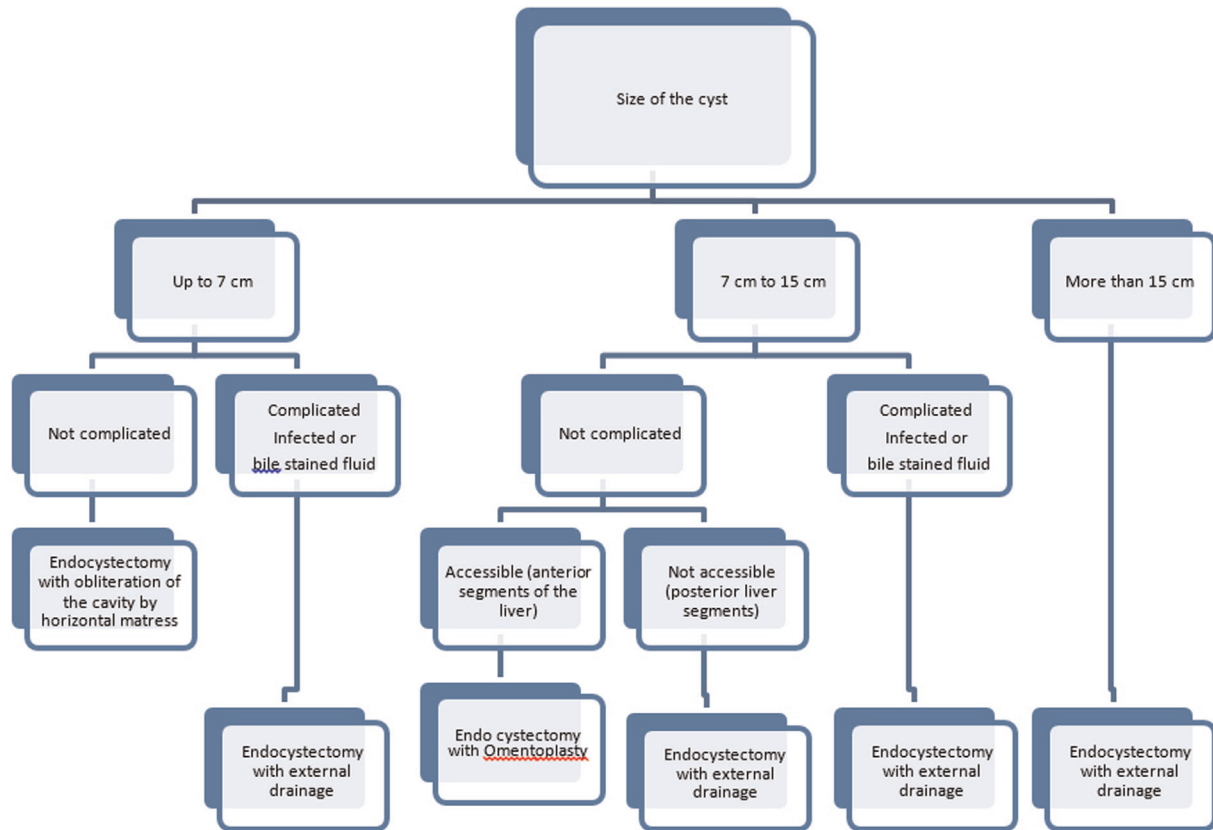 Size of the cyst
Up to 7 cm
7 cm to 15 cm
More than 15 cm
Not complicated
Complicated
Infected or
bile stained fluid
Not complicated
Complicated
Infected or
bile stained fluid
Endocystectomy
with obliteration of
the cavity by
horizontal matress
Accessible (anterior
segments of the
liver)
Not accessible
(posterior liver
segments)
Endocystectomy
with external
drainage
Endo cystectomy
with Omentoplasty
Endocystectomy
with external
drainage
Endocystectomy
with external
drainage
Endocystectomy
with external
drainage